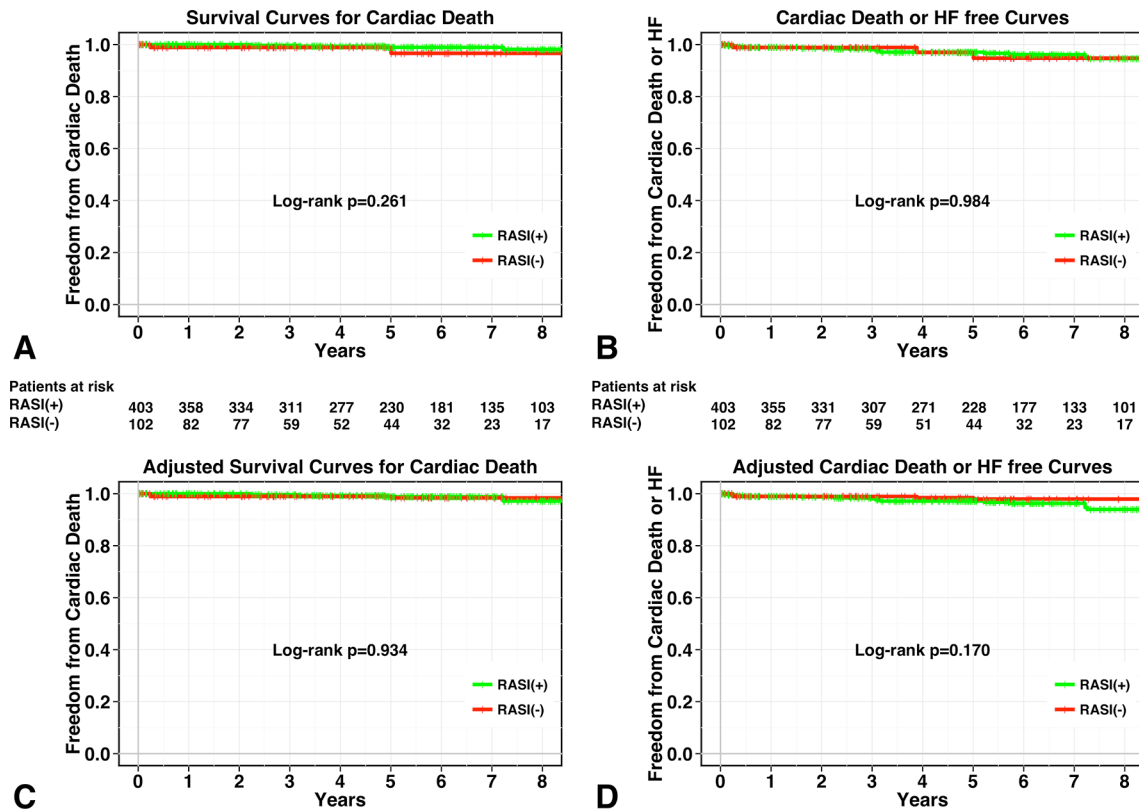 Survival Curves for Cardiac Death
Freedom from Cardiac Death
1.0
0.8
0.6
0.4
0.2
0.0
Log-rank p=0.261
RASI(+)
RASI(-)
0 1 2 3 4 5 6 7 8
Years
A
Patients at risk
RASI(+) 403 358 334 311 277 230 181 135 103
RASI(-) 102 82 77 59 52 44 32 23 17
Cardiac Death or HF free Curves
Freedom from Cardiac Death or HF
1.0
0.8
0.6
0.4
0.2
0.0
Log-rank p=0.984
RASI(+)
RASI(-)
0 1 2 3 4 5 6 7 8
Years
B
Patients at risk
RASI(+) 403 355 331 307 271 228 177 133 101
RASI(-) 102 82 77 59 51 44 32 23 17
Adjusted Survival Curves for Cardiac Death
Freedom from Cardiac Death
1.0
0.8
0.6
0.4
0.2
0.0
Log-rank p=0.934
RASI(+)
RASI(-)
0 1 2 3 4 5 6 7 8
Years
C
Adjusted Cardiac Death or HF free Curves
Freedom from Cardiac Death or HF
1.0
0.8
0.6
0.4
0.2
0.0
Log-rank p=0.170
RASI(+)
RASI(-)
0 1 2 3 4 5 6 7 8
Years
D